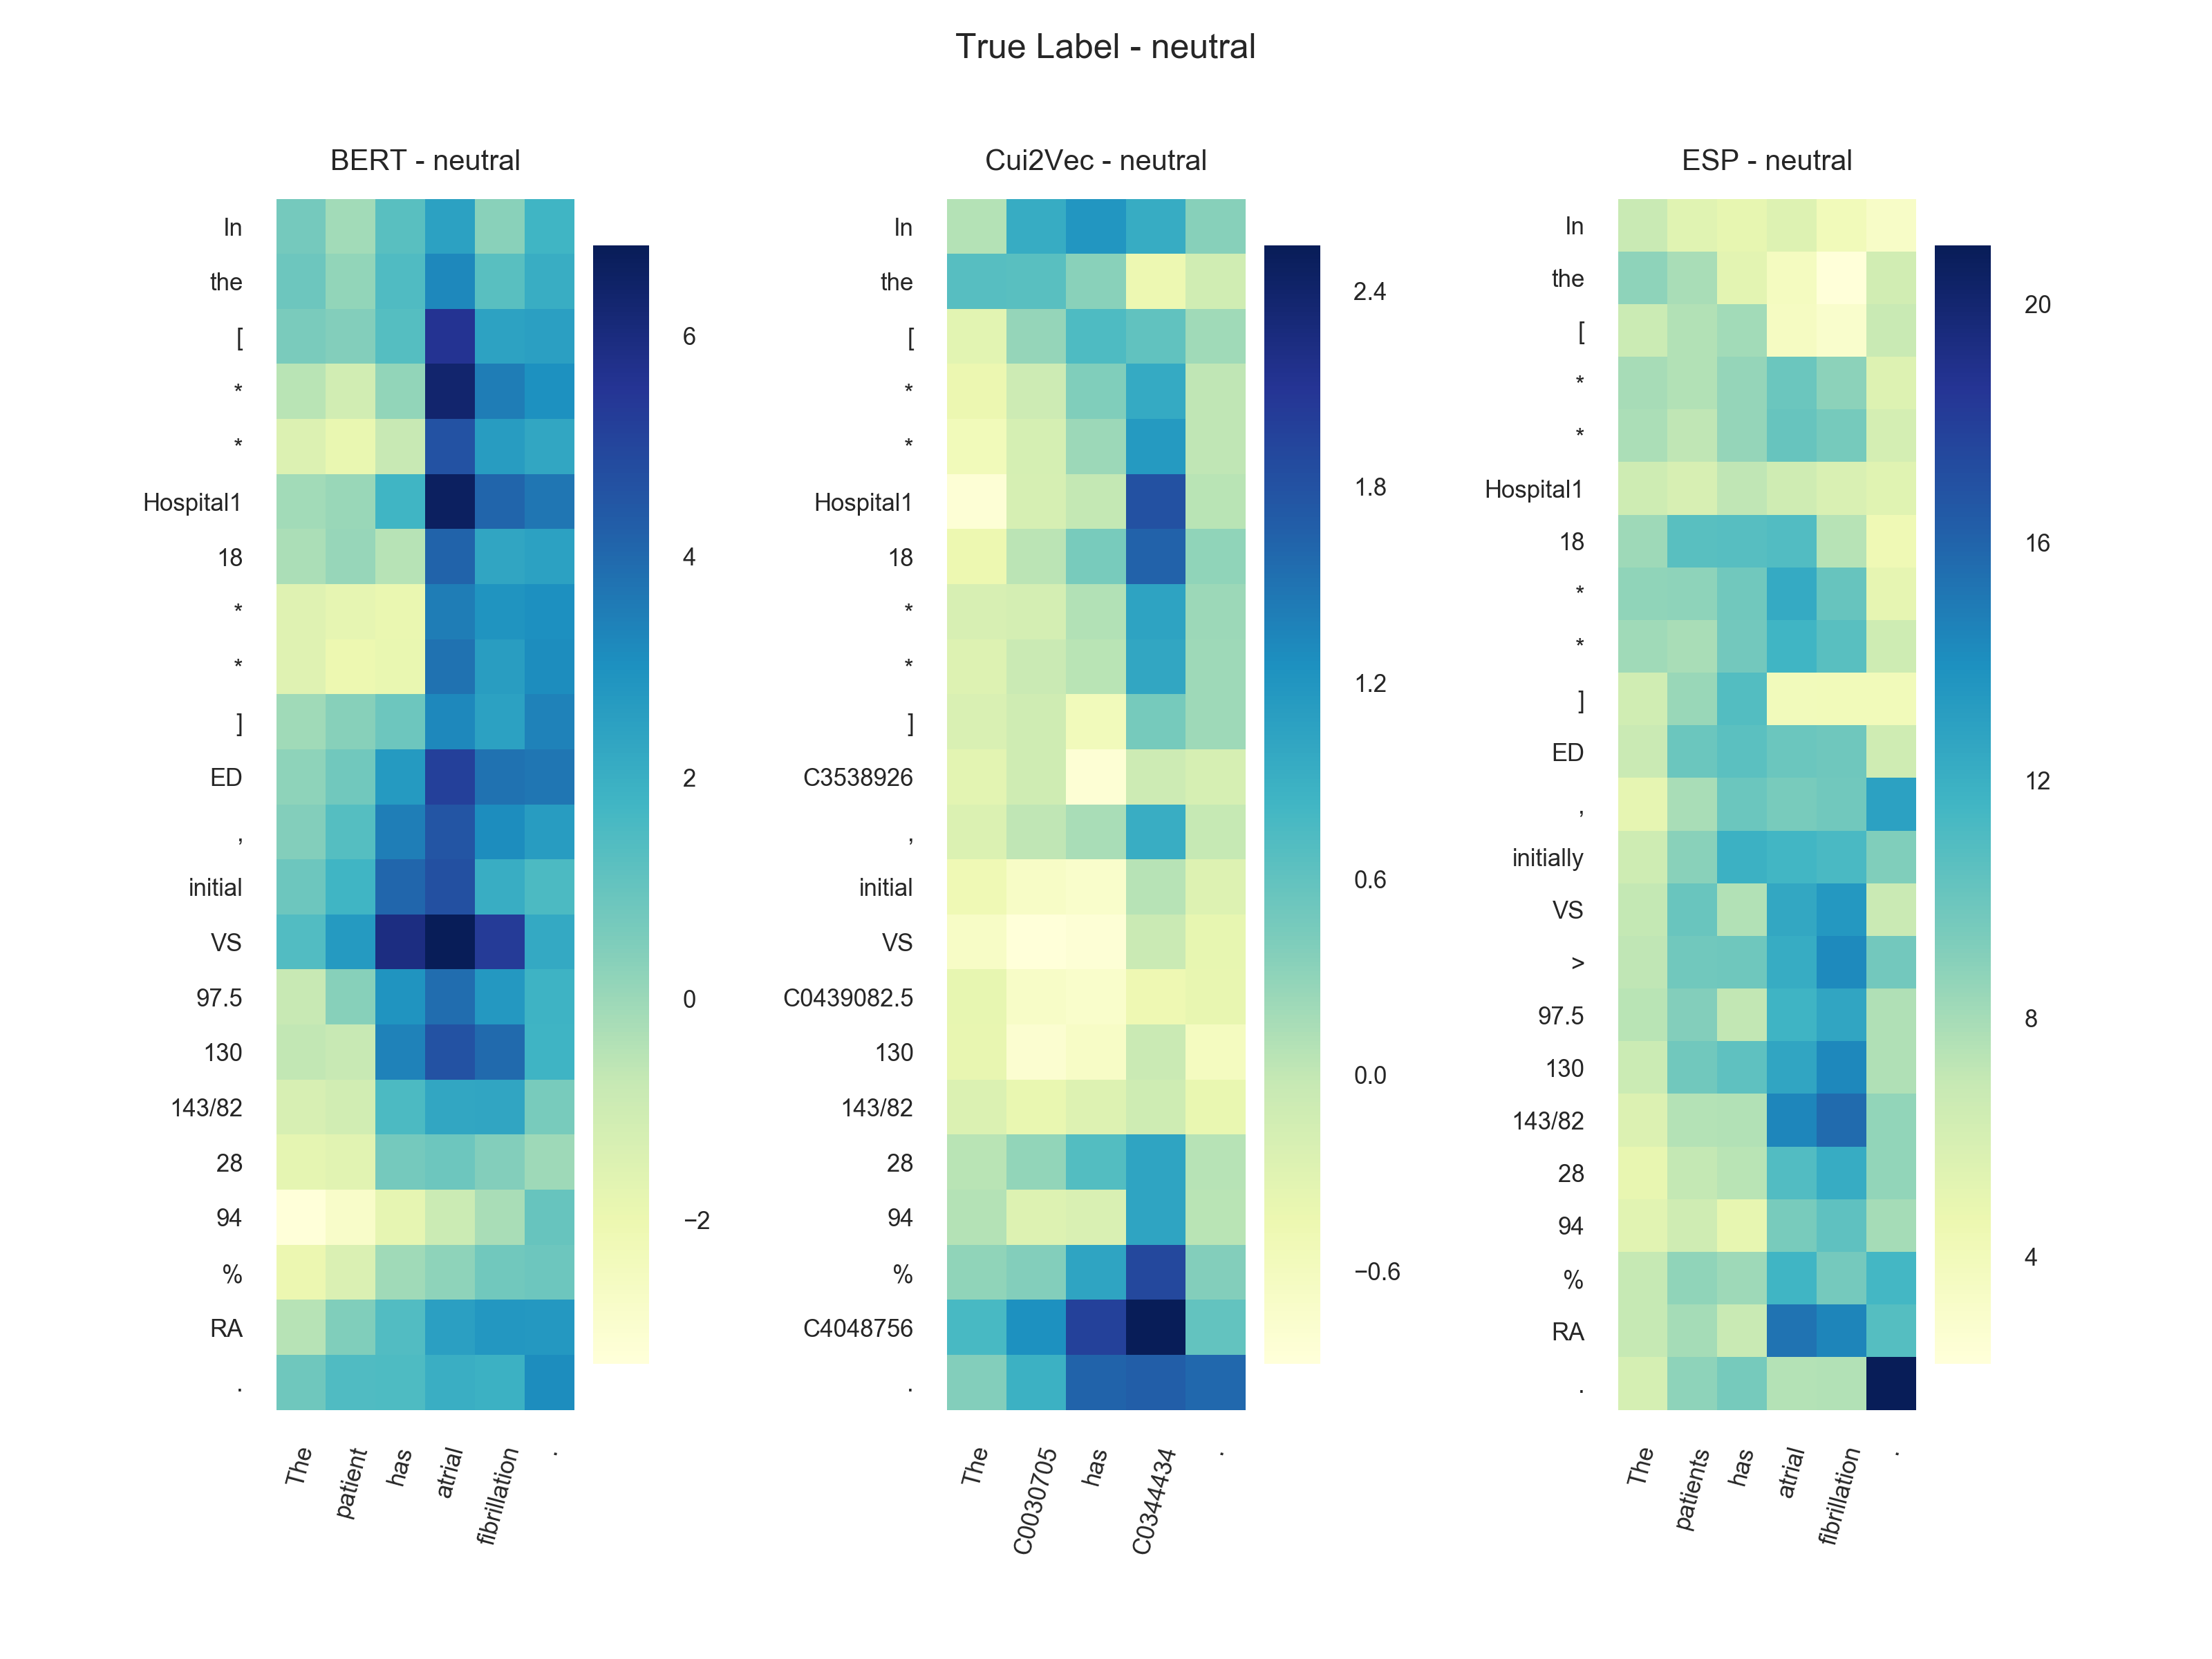 True Label - neutral
BERT - neutral
In
the
[
*
*
Hospital1
18
*
*
]
ED
,
initial
VS
97.5
130
143/82
28
94
%
RA
.
The
patient
has
atrial
fibrillation
.
6
4
2
0
−2
Cui2Vec - neutral
In
the
[
*
*
Hospital1
18
*
*
]
C3538926
,
initial
VS
C0439082.5
130
143/82
28
94
%
C4048756
.
The
C0030705
has
C0344434
.
2.4
1.8
1.2
0.6
0.0
−0.6
ESP - neutral
In
the
[
*
*
Hospital1
18
*
*
]
ED
,
initially
VS
>
97.5
130
143/82
28
94
%
RA
.
The
patients
has
atrial
fibrillation
.
20
16
12
8
4